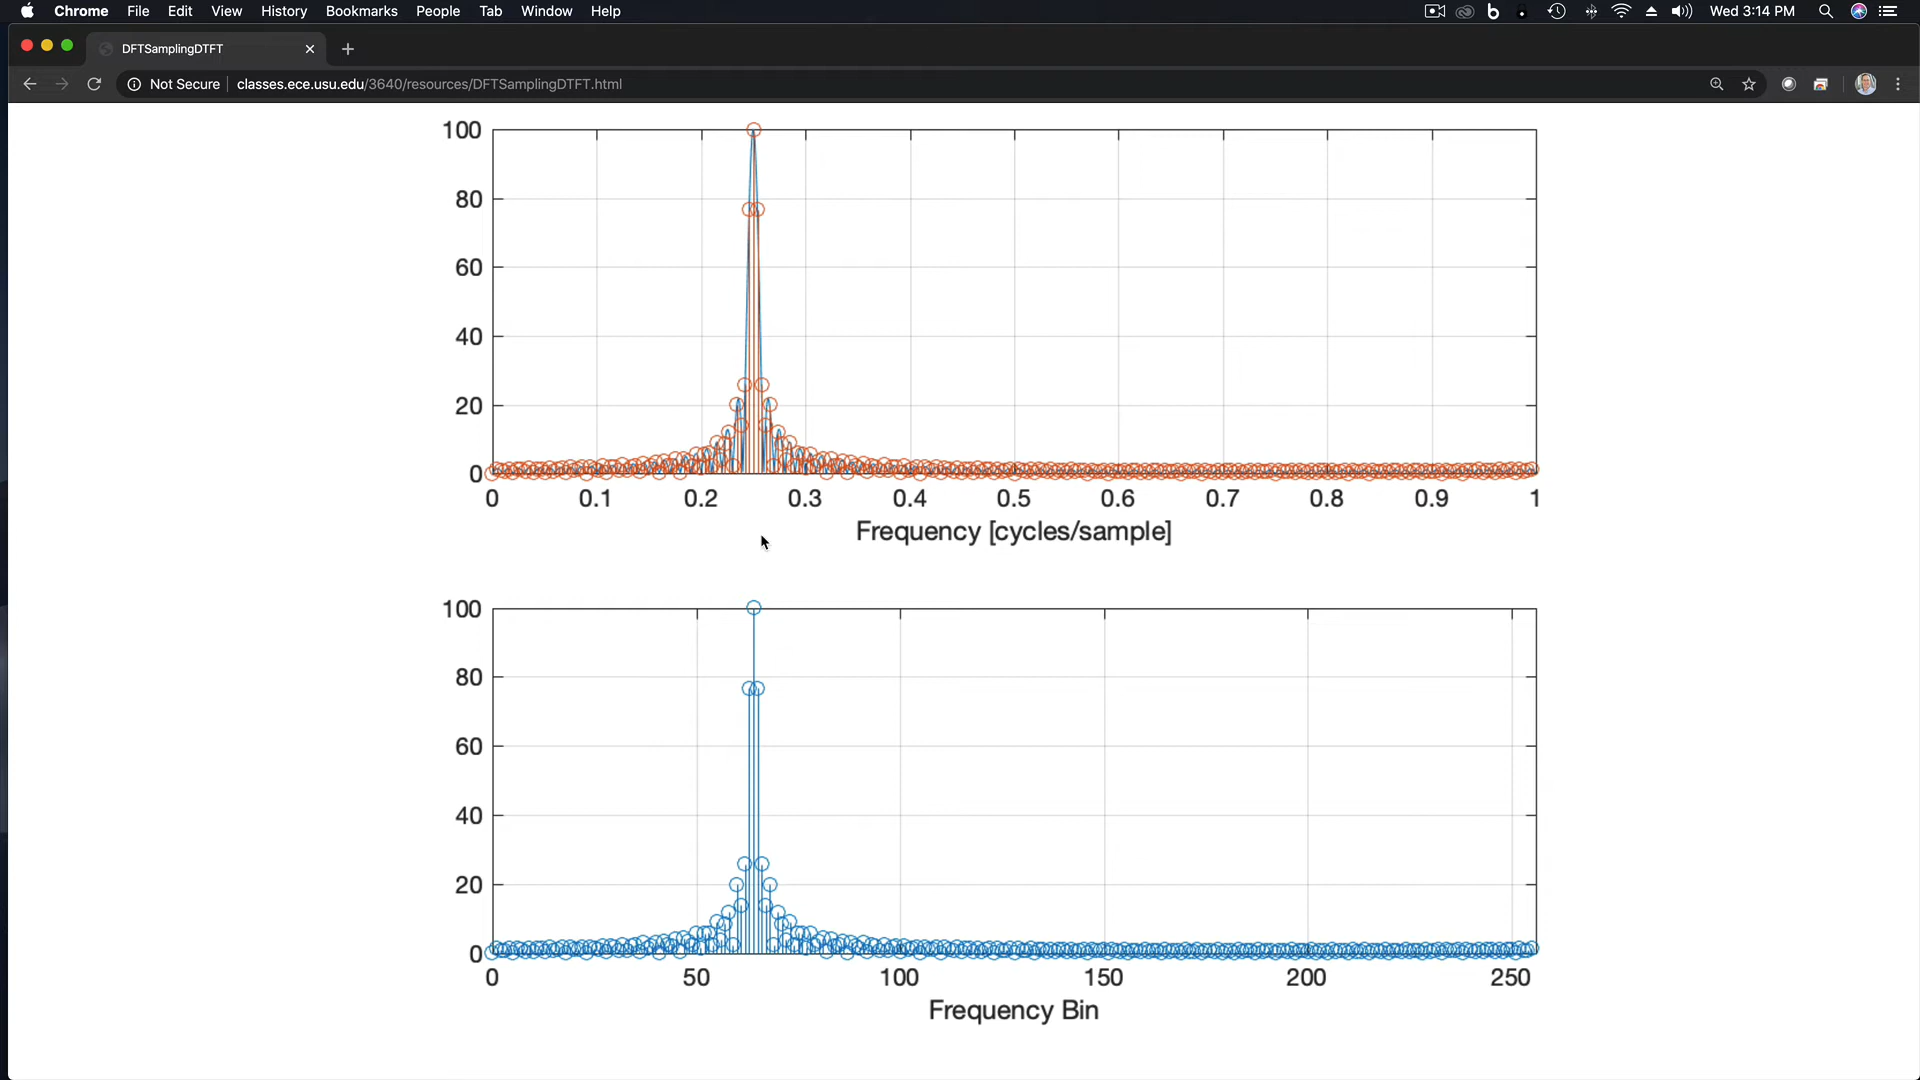 Chrome File Edit View History Bookmarks People Tab Window Help Wed 3:14 PM
DFTSamplingDTFT
Not Secure classes.ece.usu.edu/3640/resources/DFTSamplingDTFT.html
100
80
60
40
20
0
0 0.1 0.2 0.3 0.4 0.5 0.6 0.7 0.8 0.9 1
Frequency [cycles/sample]
100
80
60
40
20
0
0 50 100 150 200 250
Frequency Bin